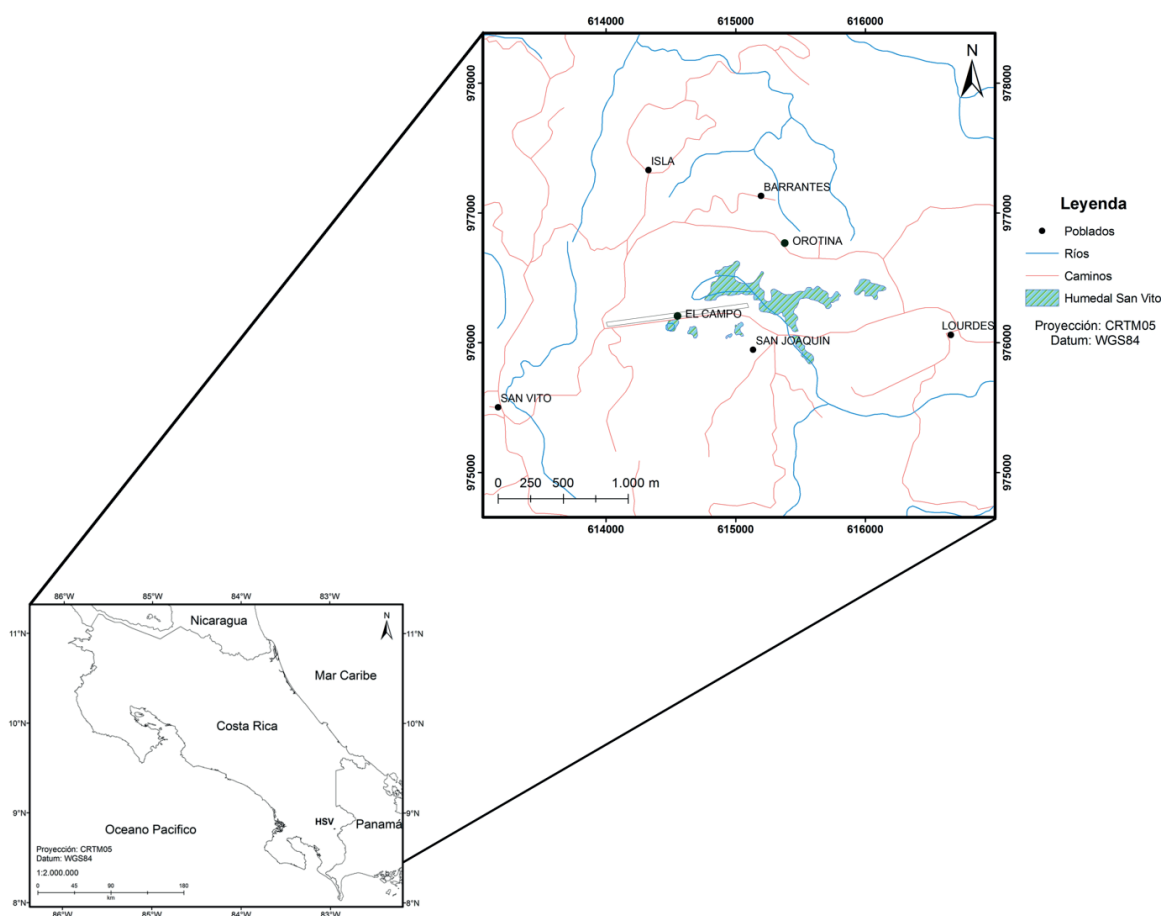 614000
615000
616000
N
978000
978000
ISLA
BARRANTES
977000
977000
OROTINA
EL CAMPO
976000
976000
SAN JOAQUIN
LOURDES
SAN VITO
975000
975000
0 250 500 1.000 m
614000
615000
616000
Leyenda
Poblados
Ríos
Caminos
Humedal San Vito
Proyección: CRTM05
Datum: WGS84
86°W
85°W
84°W
83°W
N
11°N
11°N
Nicaragua
Mar Caribe
10°N
10°N
Costa Rica
9°N
9°N
HSV
Panamá
Oceano Pacifico
Proyección: CRTM05
Datum: WGS84
1:2.000.000
0 45 90 180
km
8°N
8°N
86°W
85°W
84°W
83°W